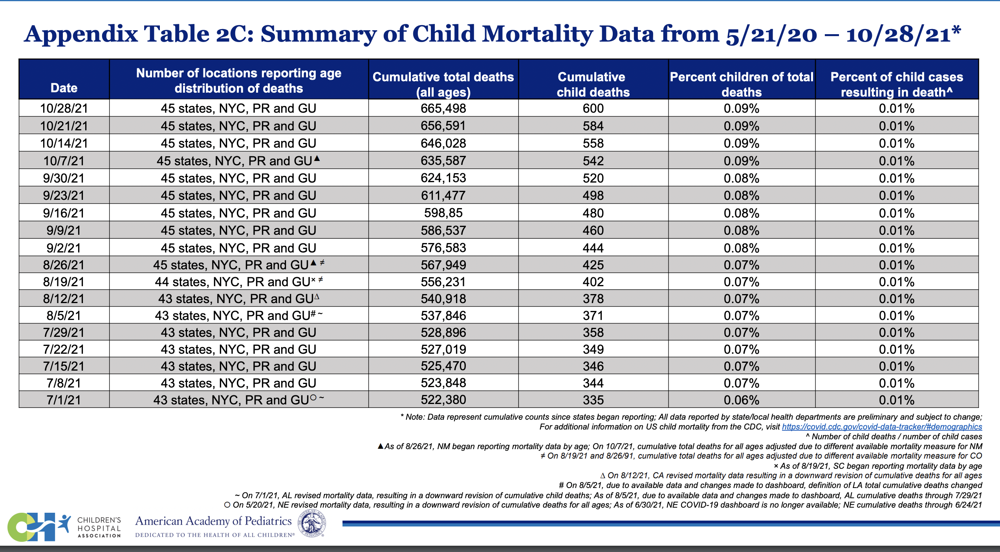 Appendix Table 2C: Summary of Child Mortality Data from 5/21/20 – 10/28/21*
Date
Number of locations reporting age
distribution of deaths
Cumulative total deaths
(all ages)
Cumulative
child deaths
Percent children of total
deaths
Percent of child cases
resulting in death^
10/28/21 45 states, NYC, PR and GU 665,498 600 0.09% 0.01%
10/21/21 45 states, NYC, PR and GU 656,591 584 0.09% 0.01%
10/14/21 45 states, NYC, PR and GU 646,028 558 0.09% 0.01%
10/7/21 45 states, NYC, PR and GU▲ 635,587 542 0.09% 0.01%
9/30/21 45 states, NYC, PR and GU 624,153 520 0.08% 0.01%
9/23/21 45 states, NYC, PR and GU 611,477 498 0.08% 0.01%
9/16/21 45 states, NYC, PR and GU 598,85 480 0.08% 0.01%
9/9/21 45 states, NYC, PR and GU 586,537 460 0.08% 0.01%
9/2/21 45 states, NYC, PR and GU 576,583 444 0.08% 0.01%
8/26/21 45 states, NYC, PR and GU▲ ≠ 567,949 425 0.07% 0.01%
8/19/21 44 states, NYC, PR and GU× ≠ 556,231 402 0.07% 0.01%
8/12/21 43 states, NYC, PR and GUΔ 540,918 378 0.07% 0.01%
8/5/21 43 states, NYC, PR and GU# ~ 537,846 371 0.07% 0.01%
7/29/21 43 states, NYC, PR and GU 528,896 358 0.07% 0.01%
7/22/21 43 states, NYC, PR and GU 527,019 349 0.07% 0.01%
7/15/21 43 states, NYC, PR and GU 525,470 346 0.07% 0.01%
7/8/21 43 states, NYC, PR and GU 523,848 344 0.07% 0.01%
7/1/21 43 states, NYC, PR and GU○ ~ 522,380 335 0.06% 0.01%
* Note: Data represent cumulative counts since states began reporting; All data reported by state/local health departments are preliminary and subject to change;
For additional information on US child mortality from the CDC, visit https://covid.cdc.gov/covid-data-tracker/#demographics
^ Number of child deaths / number of child cases
▲As of 8/26/21, NM began reporting mortality data by age; On 10/7/21, cumulative total deaths for all ages adjusted due to different available mortality measure for NM
≠ On 8/19/21 and 8/26/91, cumulative total deaths for all ages adjusted due to different available mortality measure for CO
× As of 8/19/21, SC began reporting mortality data by age
Δ On 8/12/21, CA revised mortality data resulting in a downward revision of cumulative deaths for all ages
# On 8/5/21, due to available data and changes made to dashboard, definition of LA total cumulative deaths changed
~ On 7/1/21, AL revised mortality data, resulting in a downward revision of cumulative child deaths; As of 8/5/21, due to available data and changes made to dashboard, AL cumulative deaths through 7/29/21
○ On 5/20/21, NE revised mortality data, resulting in a downward revision of cumulative deaths for all ages; As of 6/30/21, NE COVID-19 dashboard is no longer available; NE cumulative deaths through 6/24/21
CHILDREN'S
HOSPITAL
ASSOCIATION
American Academy of Pediatrics
DEDICATED TO THE HEALTH OF ALL CHILDREN®